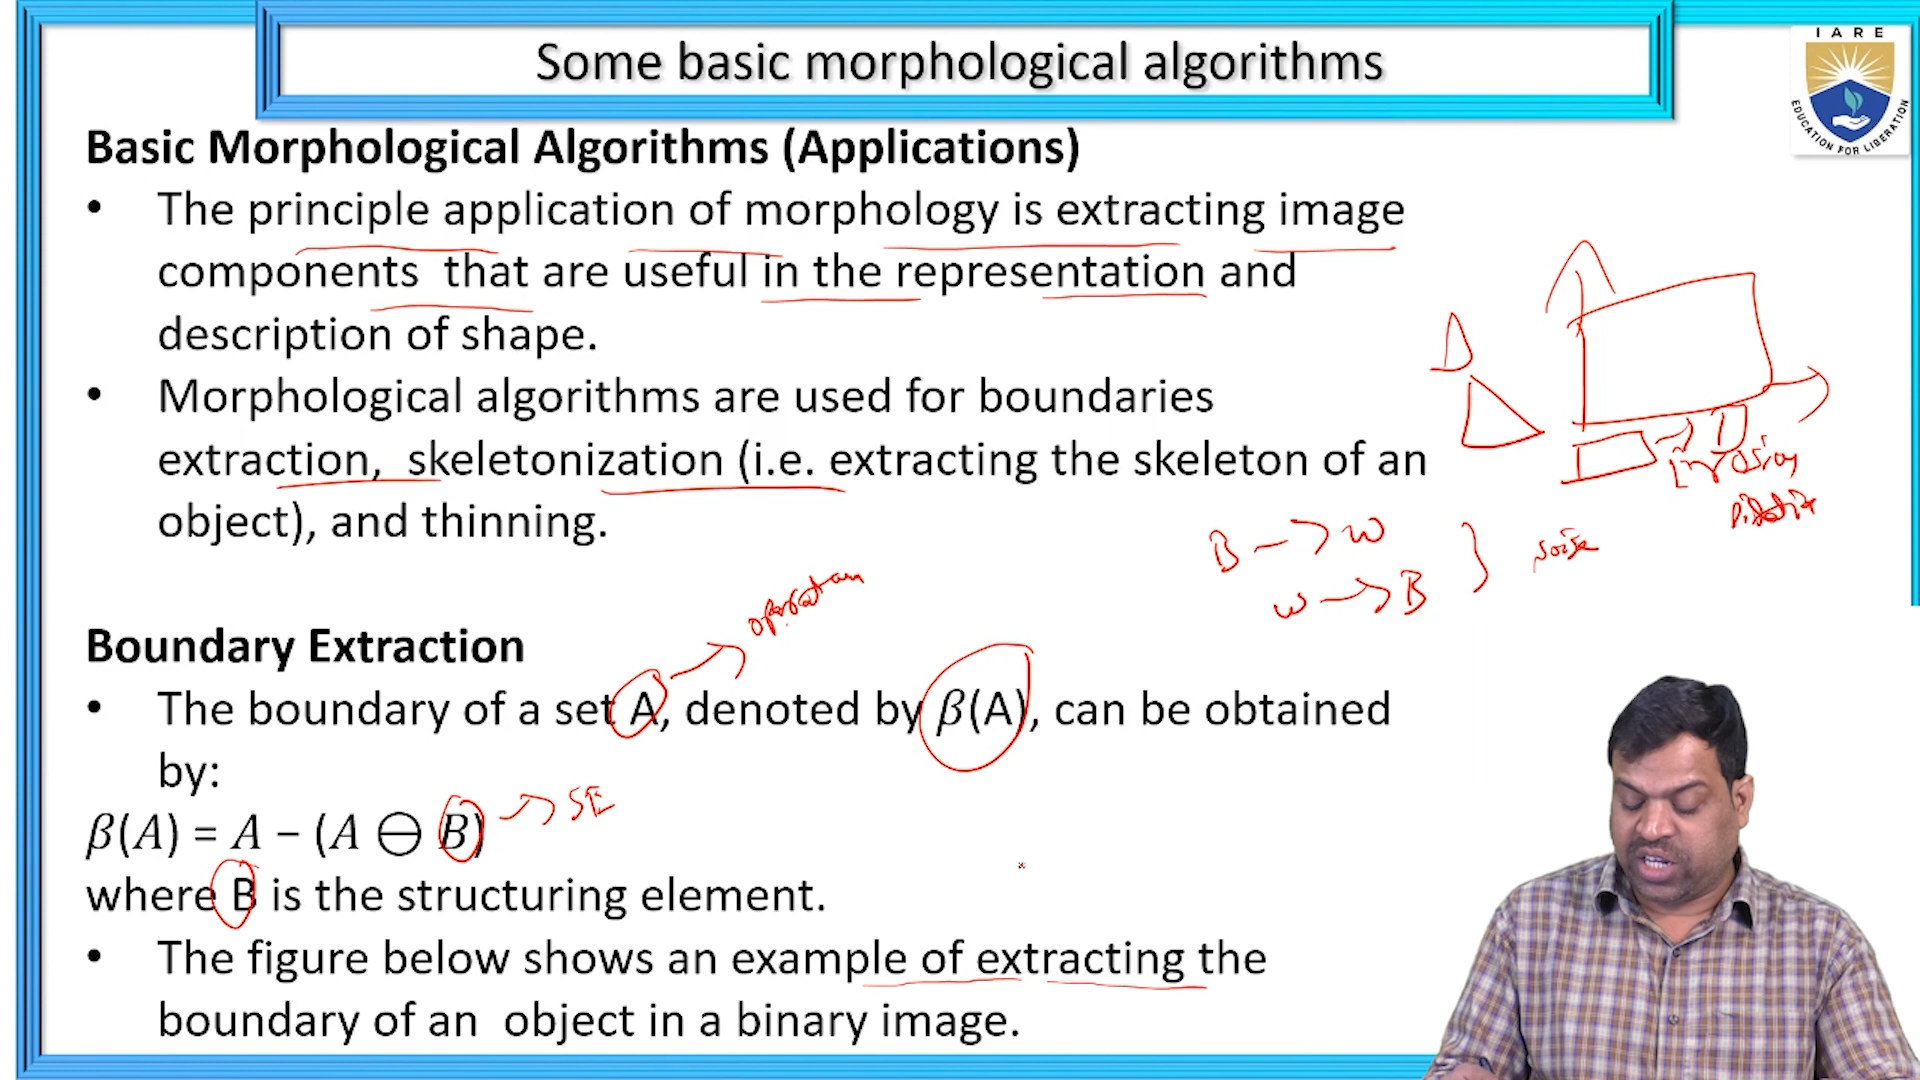 Some basic morphological algorithms
I A R E
EDUCATION FOR LIBERATION
Basic Morphological Algorithms (Applications)
• The principle application of morphology is extracting image
components that are useful in the representation and
description of shape.
• Morphological algorithms are used for boundaries
extraction, skeletonization (i.e. extracting the skeleton of an
object), and thinning.
B → W
W → B } noise
operation
Boundary Extraction
• The boundary of a set A, denoted by β(A), can be obtained
by:
β(A) = A − (A ⊖ B) → SE
where B is the structuring element.
• The figure below shows an example of extracting the
boundary of an object in a binary image.